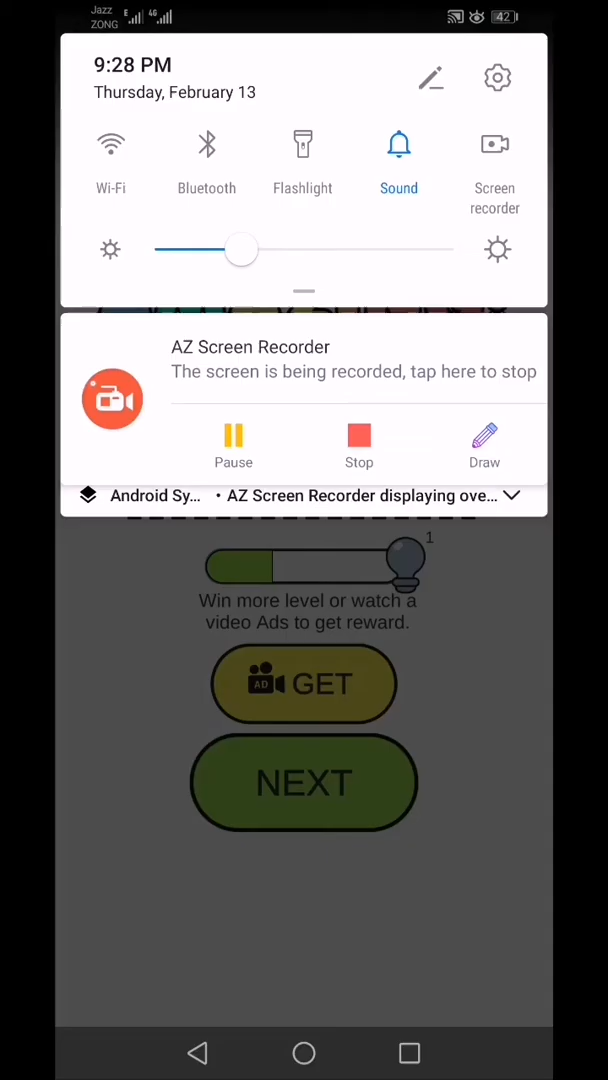 Jazz
ZONG
E
4G
42
9:28 PM
Thursday, February 13
Wi-Fi
Bluetooth
Flashlight
Sound
Screen
recorder
AZ Screen Recorder
The screen is being recorded, tap here to stop
Pause
Stop
Draw
Android Sy... • AZ Screen Recorder displaying ove...
1
Win more level or watch a
video Ads to get reward.
AD GET
NEXT